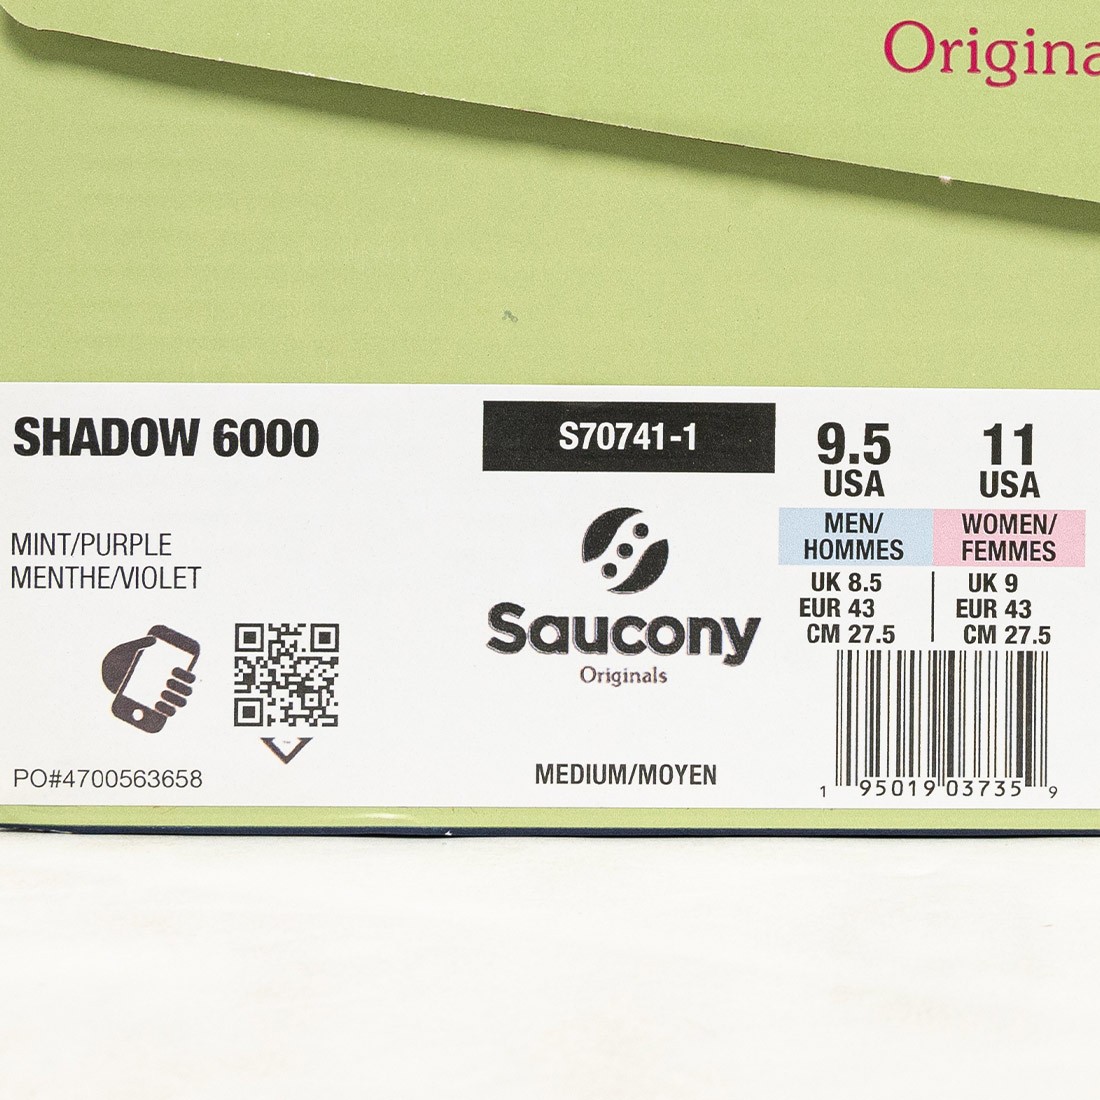 Origina
SHADOW 6000
S70741-1
9.5
USA
11
USA
MEN/
HOMMES
WOMEN/
FEMMES
UK 8.5
EUR 43
CM 27.5
UK 9
EUR 43
CM 27.5
MINT/PURPLE
MENTHE/VIOLET
Saucony
Originals
PO#4700563658
MEDIUM/MOYEN
1 95019 03735 9